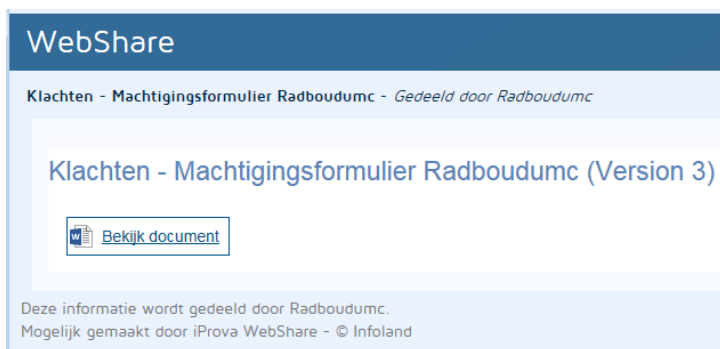 WebShare
Klachten - Machtigingsformulier Radboudumc - Gedeeld door Radboudumc
Klachten - Machtigingsformulier Radboudumc (Version 3)
Bekijk document
Deze informatie wordt gedeeld door Radboudumc.
Mogelijk gemaakt door iProva WebShare - © Infoland